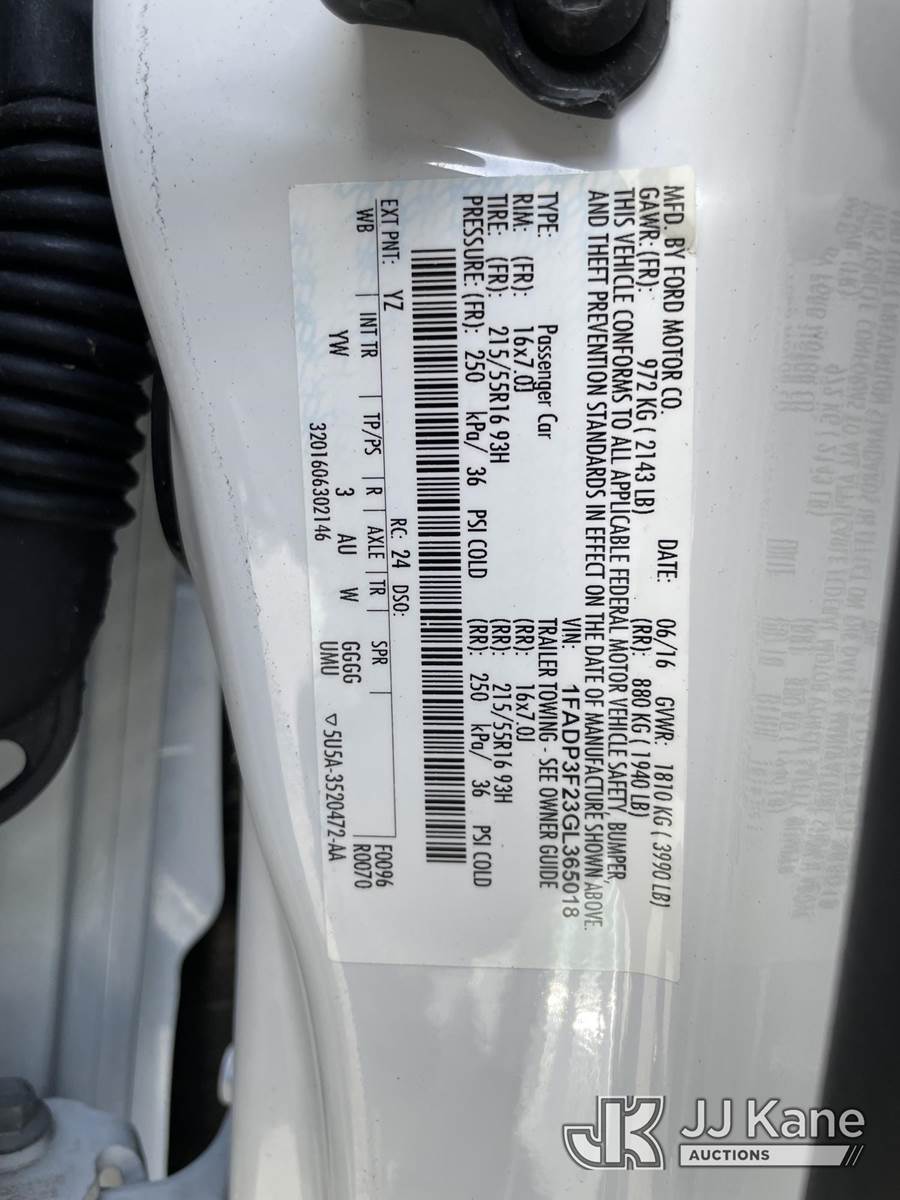 MFD. BY FORD MOTOR CO. DATE: 06/16 GVWR: 1810 KG ( 3990 LB)
GAWR: (FR): 972 KG ( 2143 LB) (RR): 880 KG ( 1940 LB)
THIS VEHICLE CONFORMS TO ALL APPLICABLE FEDERAL MOTOR VEHICLE SAFETY, BUMPER,
AND THEFT PREVENTION STANDARDS IN EFFECT ON THE DATE OF MANUFACTURE SHOWN ABOVE.
VIN: 1FADP3F23GL365018
TYPE: Passenger Car TRAILER TOWING - SEE OWNER GUIDE
RIM: (FR): 16x7.0J (RR): 16x7.0J
TIRE: (FR): 215/55R16 93H (RR): 215/55R16 93H
PRESSURE: (FR): 250 kPa/ 36 PSI COLD (RR): 250 kPa/ 36 PSI COLD
EXT PNT: YZ RC: 24 DSO: F0096
WB INT TR TP/PS R AXLE TR SPR R0070
YW 3 AU W GGGG
UMU
3201606302146 ▽5U5A-3520472-AA
JK JJ Kane
AUCTIONS